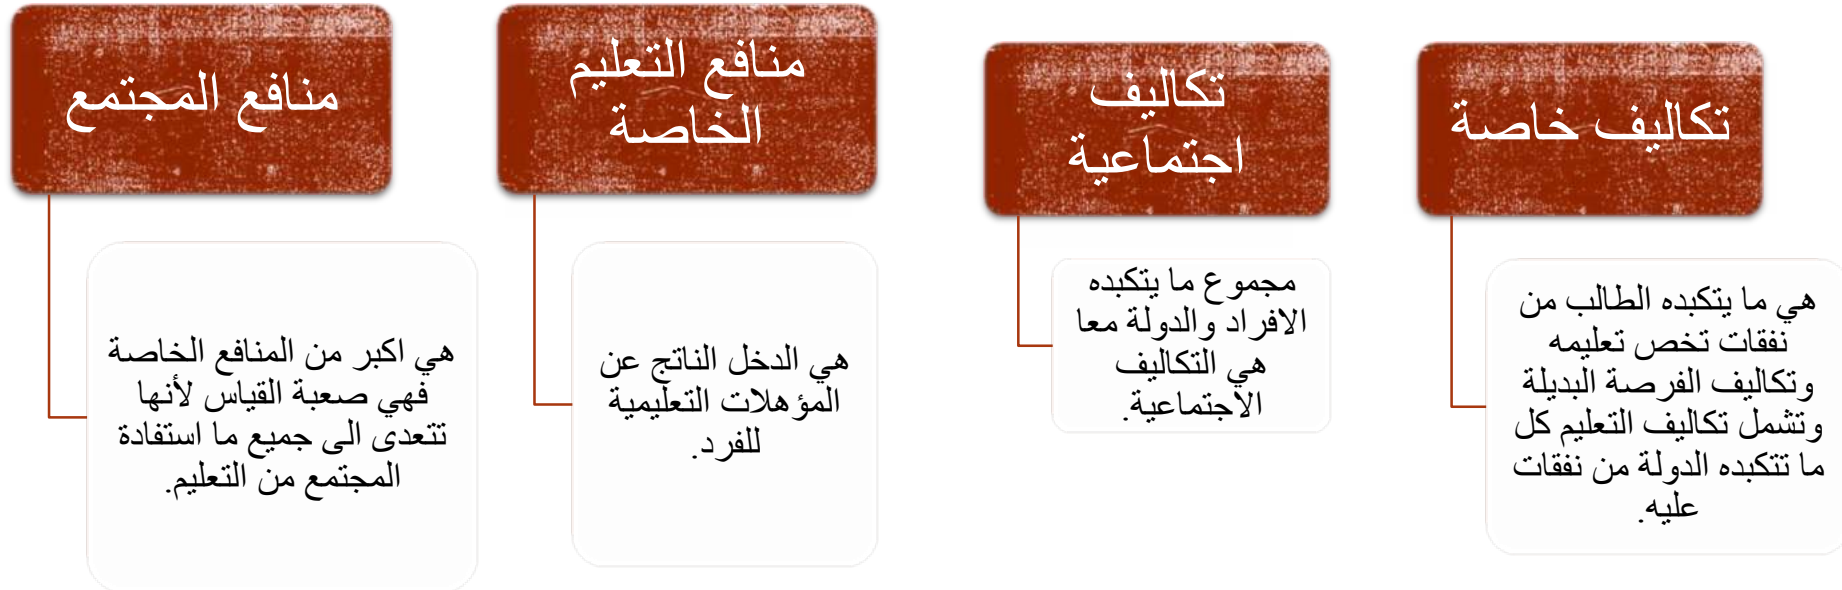 تكاليف خاصة
هي ما يتكبده الطالب من
نفقات تخص تعليمه
وتكاليف الفرصة البديلة
وتشمل تكاليف التعليم كل
ما تتكبده الدولة من نفقات
عليه.
تكاليف
اجتماعية
مجموع ما يتكبده
الافراد والدولة معا
هي التكاليف
الاجتماعية.
منافع التعليم
الخاصة
هي الدخل الناتج عن
المؤهلات التعليمية
للفرد.
منافع المجتمع
هي اكبر من المنافع الخاصة
فهي صعبة القياس لأنها
تتعدى الى جميع ما استفادة
المجتمع من التعليم.